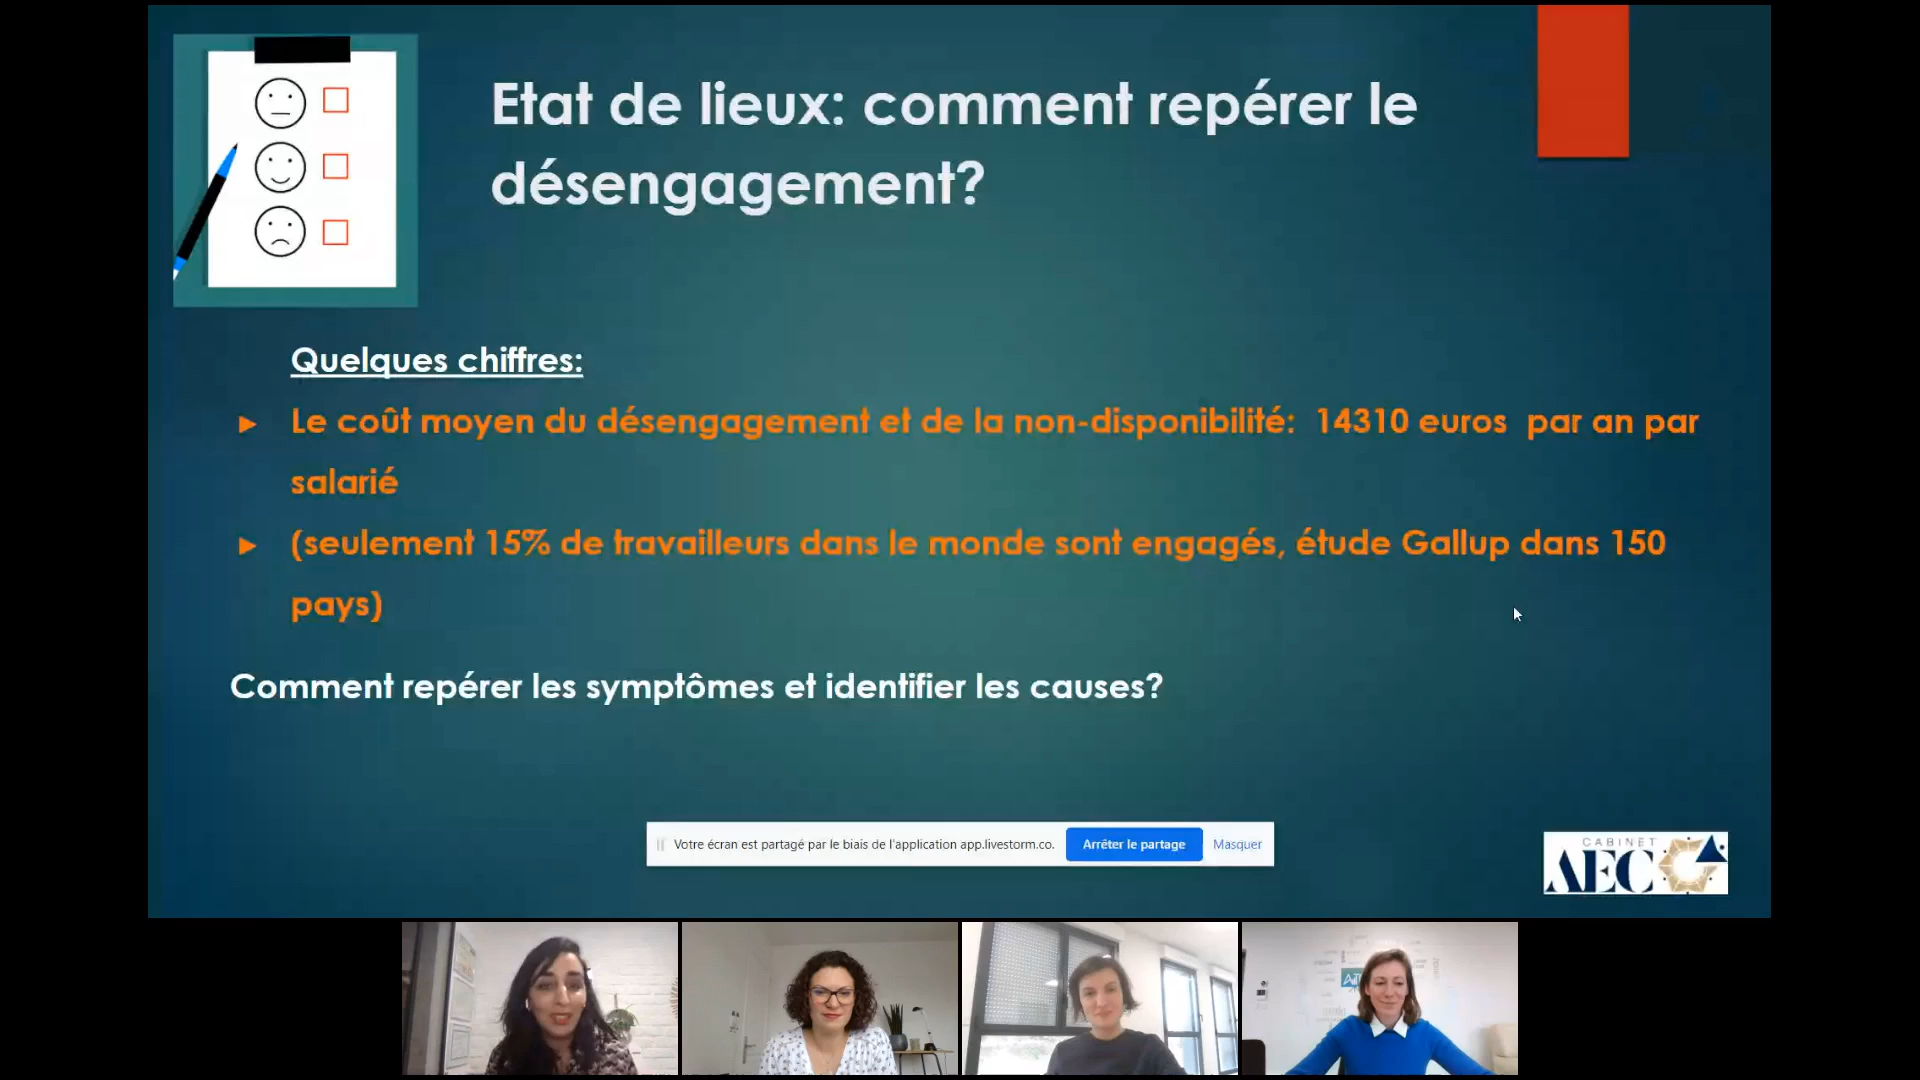 Etat de lieux: comment repérer le
désengagement?
Quelques chiffres:
Le coût moyen du désengagement et de la non-disponibilité: 14310 euros par an par
salarié
(seulement 15% de travailleurs dans le monde sont engagés, étude Gallup dans 150
pays)
Comment repérer les symptômes et identifier les causes?
Votre écran est partagé par le biais de l'application app.livestorm.co.
Arrêter le partage
Masquer
CABINET
AEC